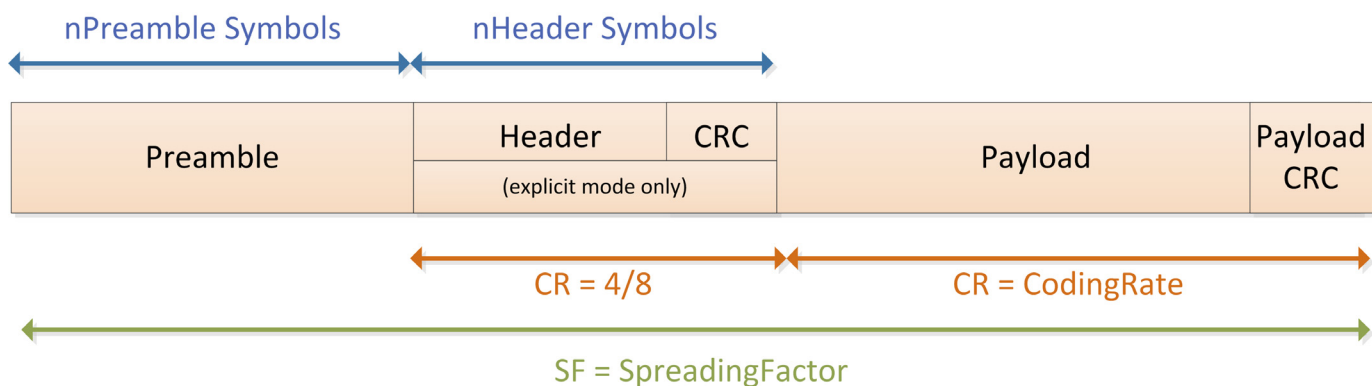 nPreamble Symbols
nHeader Symbols
Preamble
Header
CRC
(explicit mode only)
Payload
Payload
CRC
CR = 4/8
CR = CodingRate
SF = SpreadingFactor